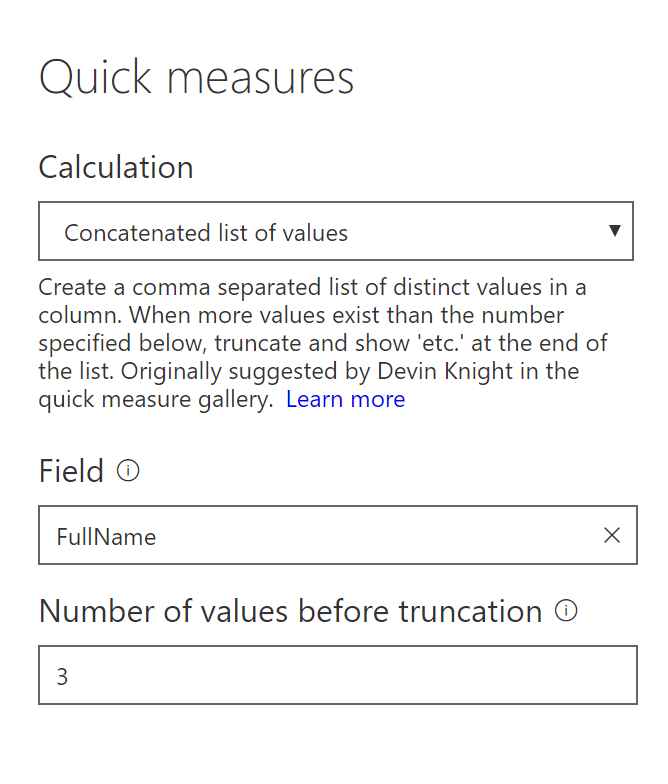 Quick measures
Calculation
Concatenated list of values
Create a comma separated list of distinct values in a
column. When more values exist than the number
specified below, truncate and show 'etc.' at the end of
the list. Originally suggested by Devin Knight in the
quick measure gallery. Learn more
Field
FullName
Number of values before truncation
3